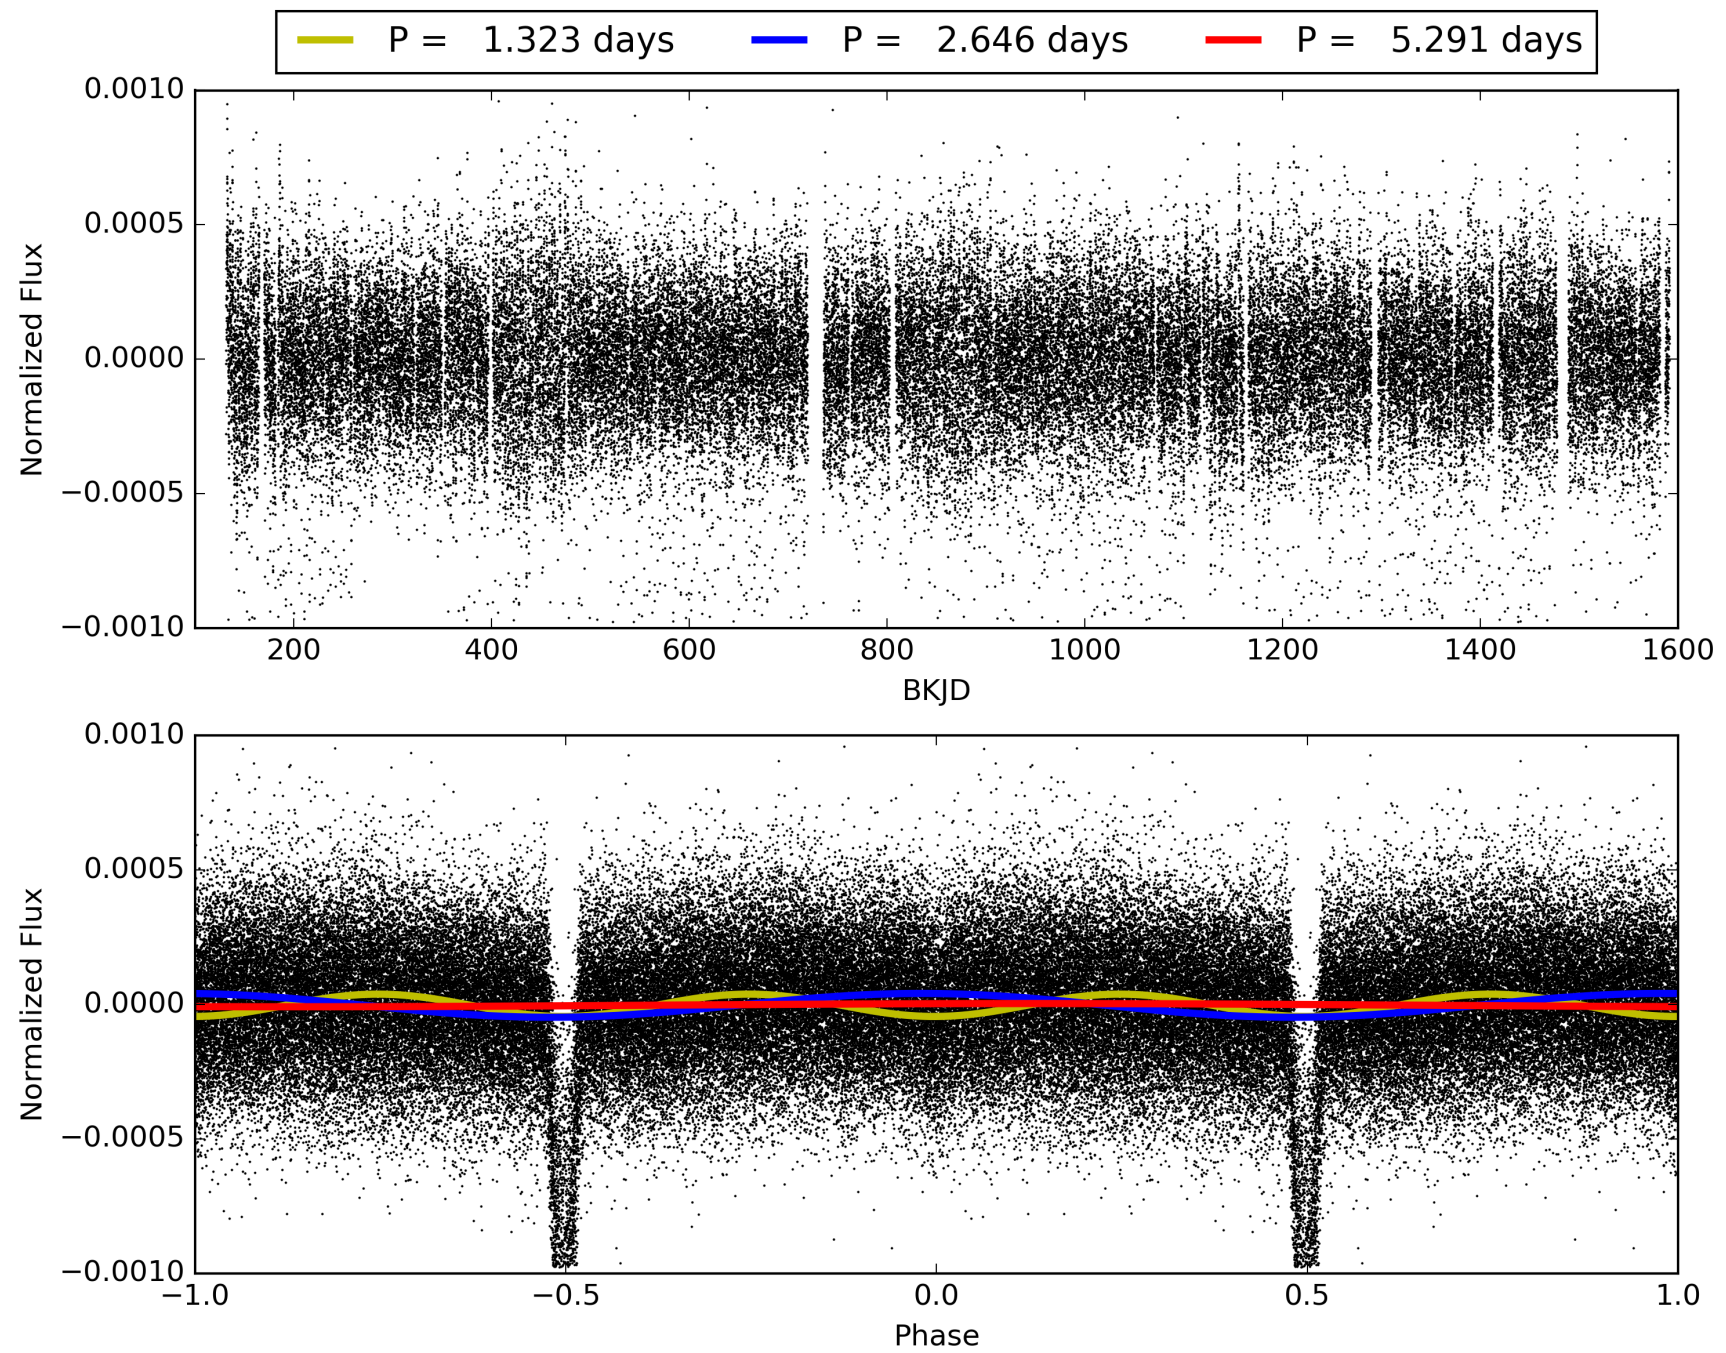 P = 1.323 days P = 2.646 days P = 5.291 days
0.0010
0.0005
0.0000
−0.0005
−0.0010
Normalized Flux
200 400 600 800 1000 1200 1400 1600
BKJD
0.0010
0.0005
0.0000
−0.0005
−0.0010
Normalized Flux
−1.0 −0.5 0.0 0.5 1.0
Phase